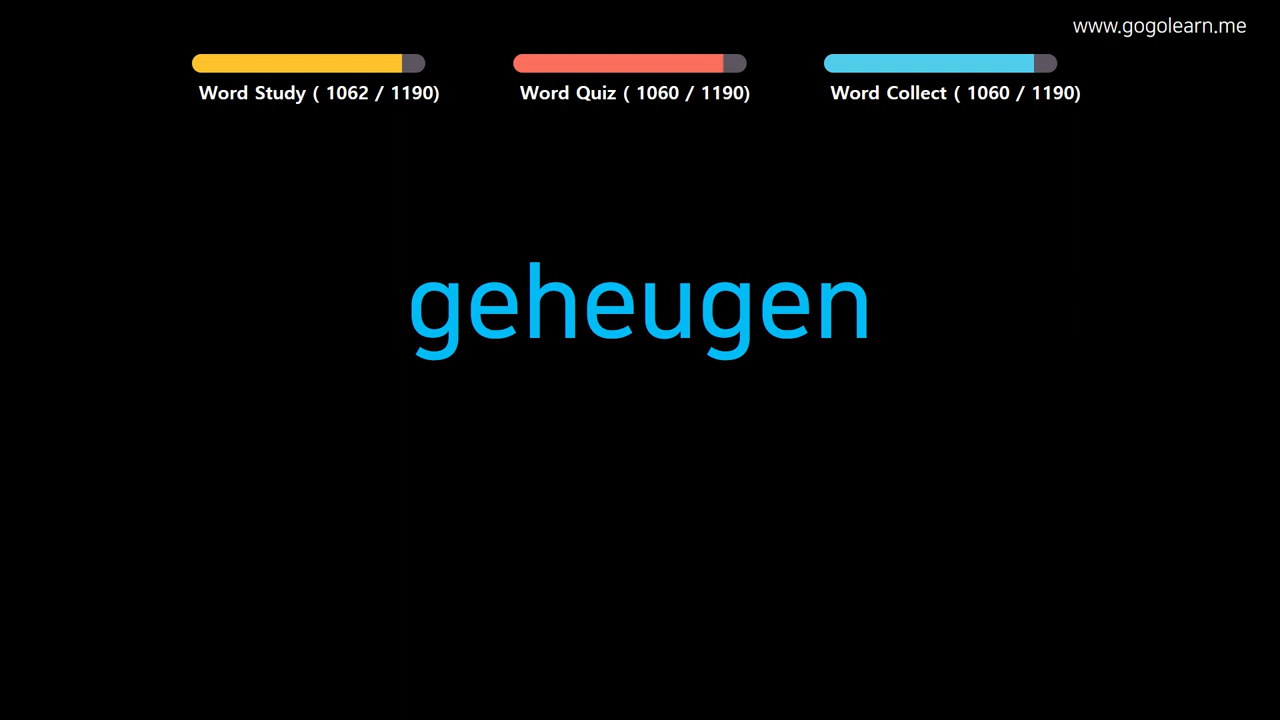 www.gogolearn.me
Word Study ( 1062 / 1190)
Word Quiz ( 1060 / 1190)
Word Collect ( 1060 / 1190)
geheugen